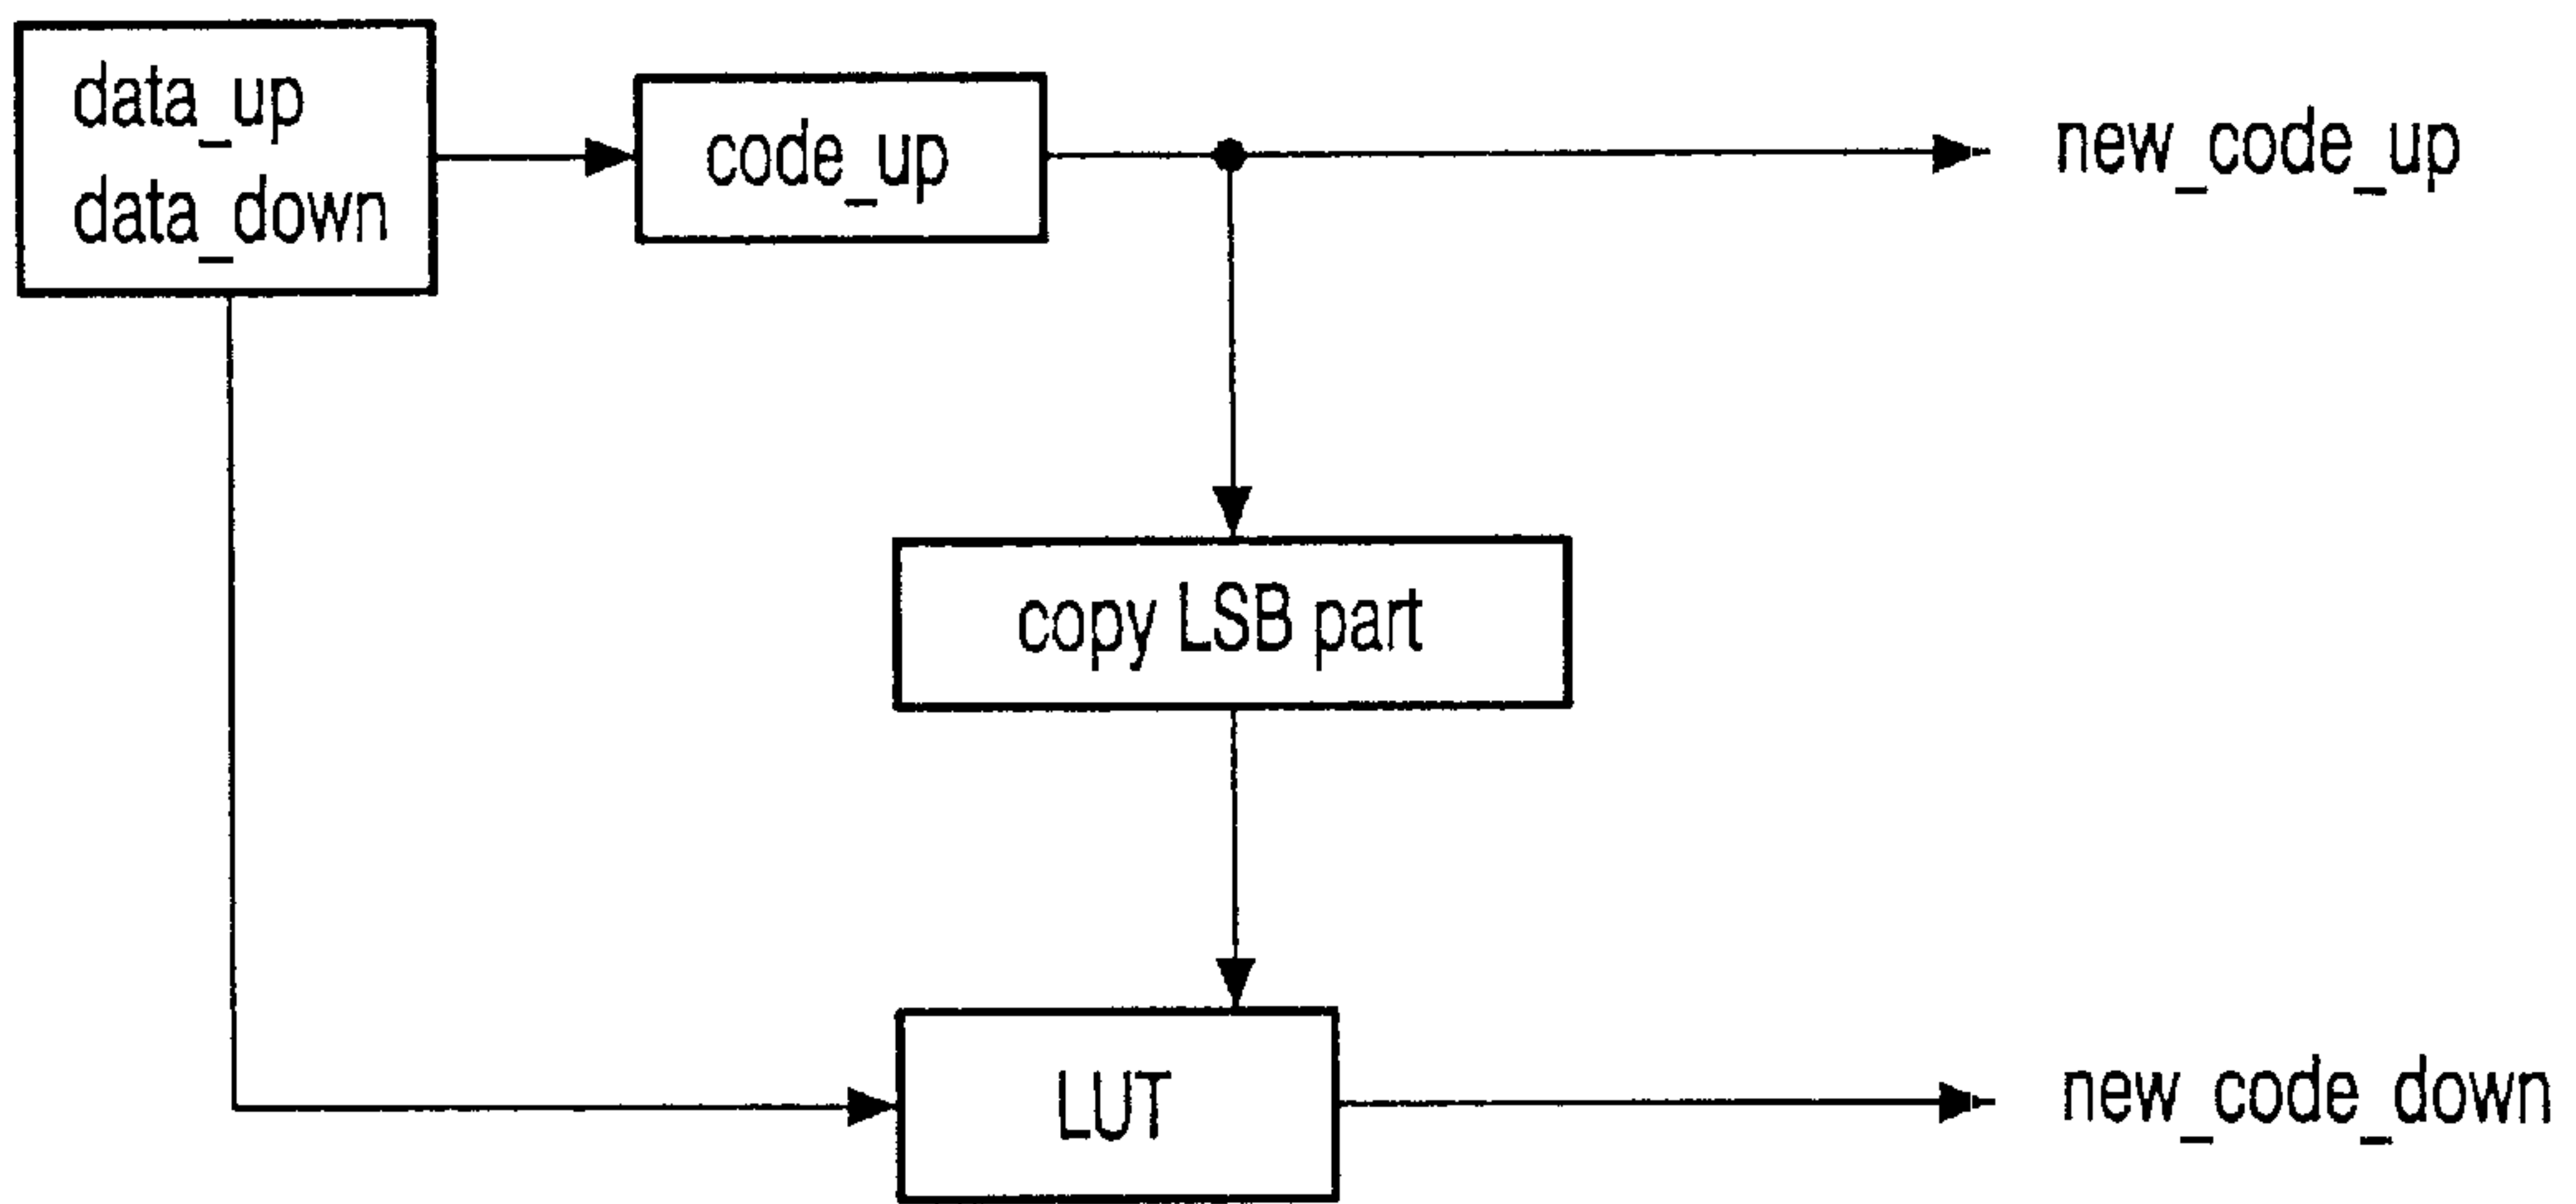 data_up
data_down
code_up
new_code_up
copy LSB part
LUT
new_code_down